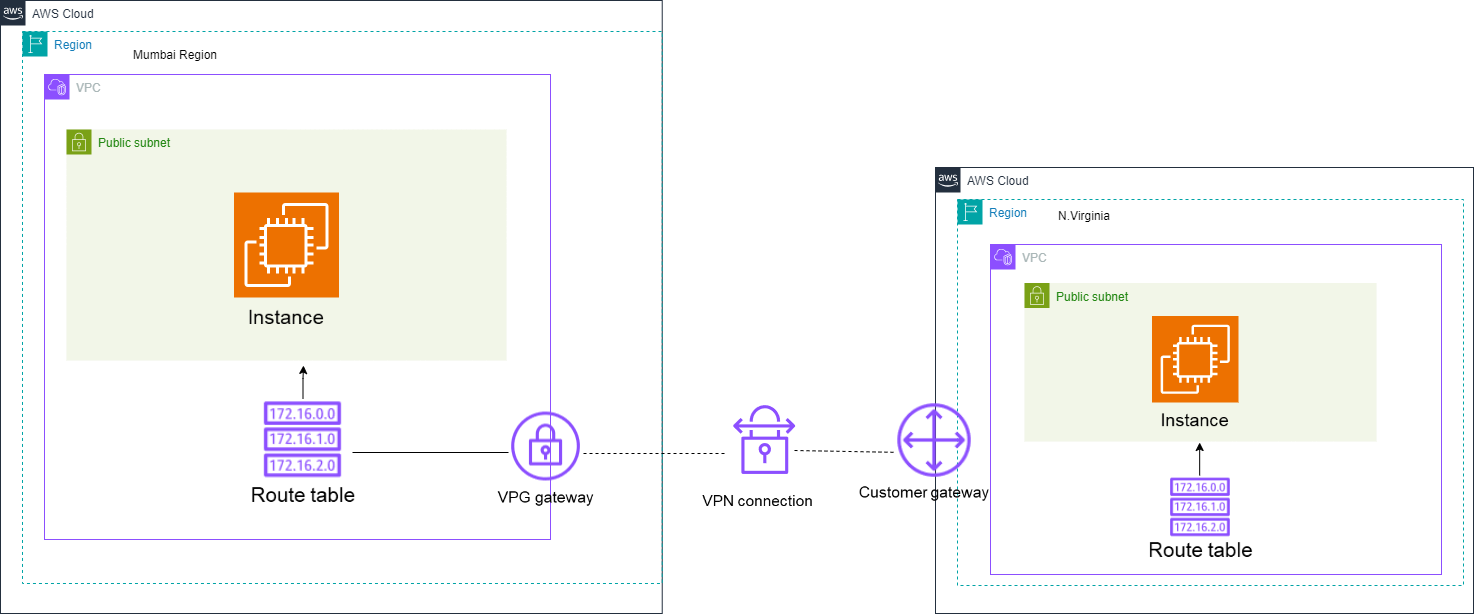 aws
AWS Cloud
Region
Mumbai Region
VPC
Public subnet
Instance
172.16.0.0
172.16.1.0
172.16.2.0
Route table
VPG gateway
VPN connection
Customer gateway
aws
AWS Cloud
Region
N.Virginia
VPC
Public subnet
Instance
172.16.0.0
172.16.1.0
172.16.2.0
Route table